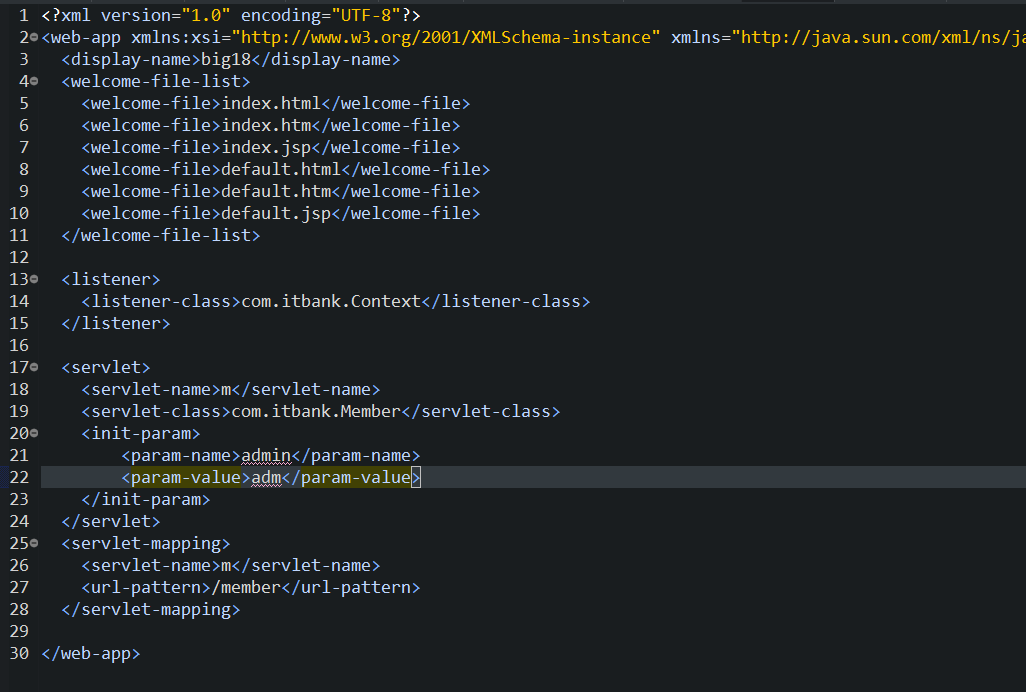 1 <?xml version="1.0" encoding="UTF-8"?>
2 <web-app xmlns:xsi="http://www.w3.org/2001/XMLSchema-instance" xmlns="http://java.sun.com/xml/ns/ja
3   <display-name>big18</display-name>
4   <welcome-file-list>
5     <welcome-file>index.html</welcome-file>
6     <welcome-file>index.htm</welcome-file>
7     <welcome-file>index.jsp</welcome-file>
8     <welcome-file>default.html</welcome-file>
9     <welcome-file>default.htm</welcome-file>
10     <welcome-file>default.jsp</welcome-file>
11   </welcome-file-list>
12
13   <listener>
14     <listener-class>com.itbank.Context</listener-class>
15   </listener>
16
17   <servlet>
18     <servlet-name>m</servlet-name>
19     <servlet-class>com.itbank.Member</servlet-class>
20     <init-param>
21         <param-name>admin</param-name>
22         <param-value>adm</param-value>
23     </init-param>
24   </servlet>
25   <servlet-mapping>
26     <servlet-name>m</servlet-name>
27     <url-pattern>/member</url-pattern>
28   </servlet-mapping>
29
30 </web-app>